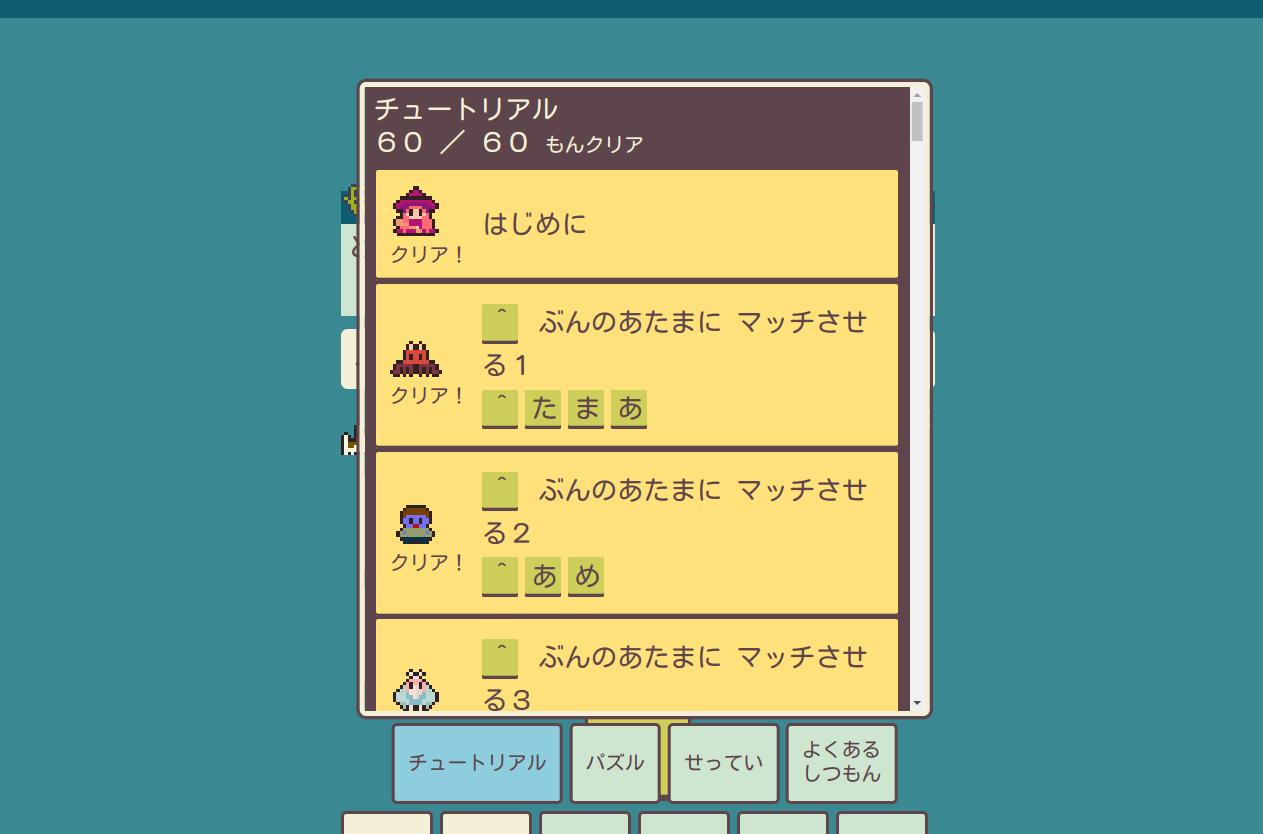 チュートリアル
６０ ／ ６０ もんクリア
はじめに
クリア！
＾ ぶんのあたまに マッチさせ
る１
クリア！
＾ た ま あ
＾ ぶんのあたまに マッチさせ
る２
クリア！
＾ あ め
＾ ぶんのあたまに マッチさせ
る３
チュートリアル
パズル
せってい
よくある
しつもん